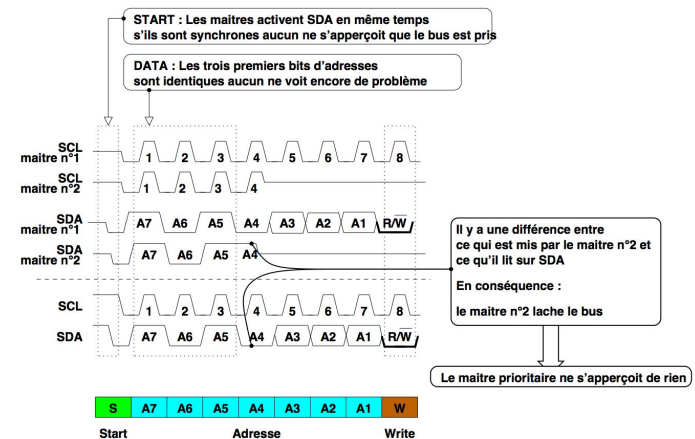 START : Les maitres activent SDA en même temps
s'ils sont synchrones aucun ne s'apperçoit que le bus est pris
DATA : Les trois premiers bits d'adresses
sont identiques aucun ne voit encore de problème
SCL
maitre n°1
1 2 3 4 5 6 7 8
SCL
maitre n°2
1 2 3 4
SDA
maitre n°1
A7 A6 A5 A4 A3 A2 A1 R/W̅
SDA
maitre n°2
A7 A6 A5 A4
Il y a une différence entre
ce qui est mis par le maitre n°2 et
ce qu'il lit sur SDA
En conséquence :
le maitre n°2 lache le bus
SCL
1 2 3 4 5 6 7 8
SDA
A7 A6 A5 A4 A3 A2 A1 R/W̅
Le maitre prioritaire ne s'apperçoit de rien
S A7 A6 A5 A4 A3 A2 A1 W
Start Adresse Write